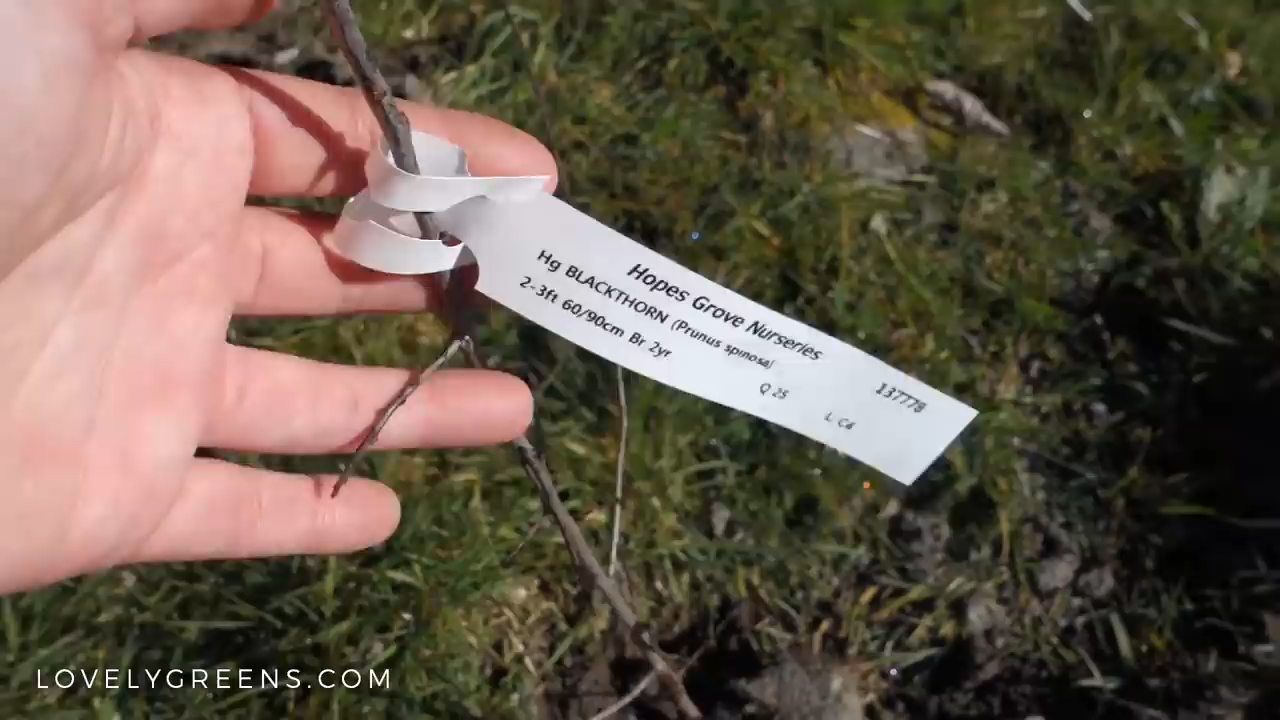 Hopes Grove Nurseries
Hg BLACKTHORN (Prunus spinosa)
2-3ft 60/90cm Br 2yr
137778
Q 25
L C4
LOVELYGREENS.COM